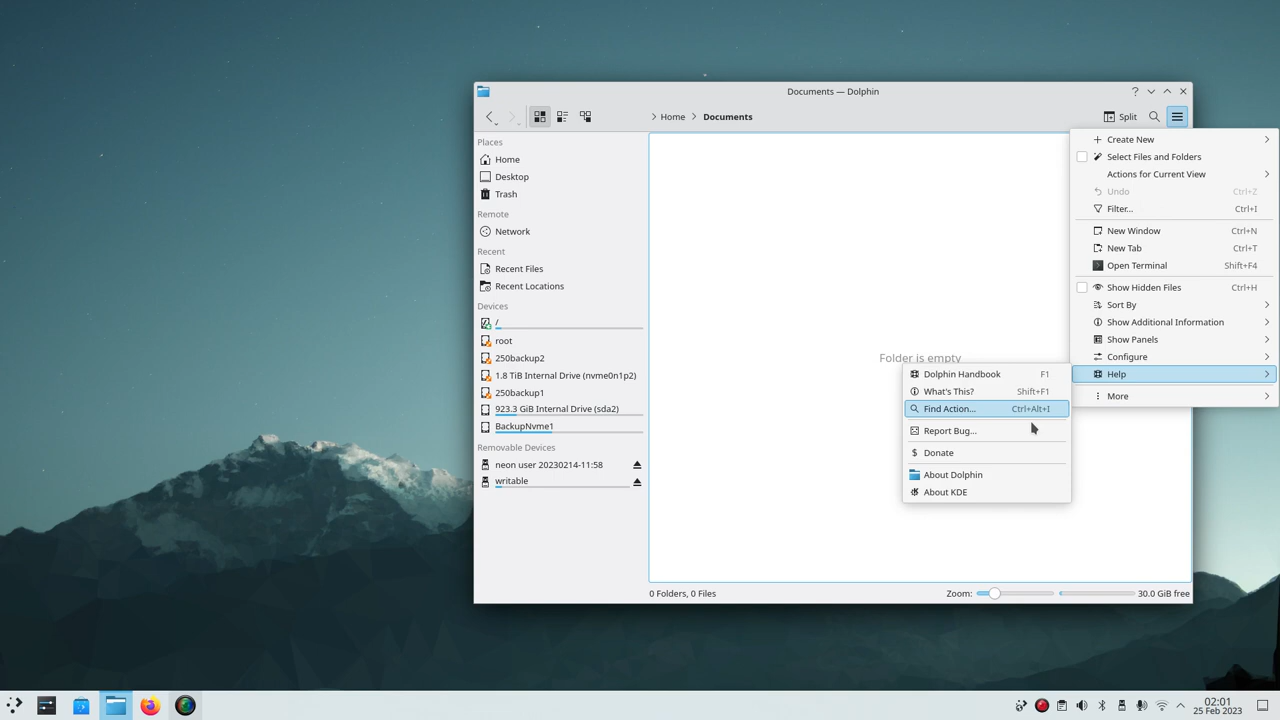 Documents — Dolphin
Home
Documents
Split
Places
Home
Desktop
Trash
Remote
Network
Recent
Recent Files
Recent Locations
Devices
/
root
250backup2
1.8 TiB Internal Drive (nvme0n1p2)
250backup1
923.3 GiB Internal Drive (sda2)
BackupNvme1
Removable Devices
neon user 20230214-11:58
writable
Folder is empty
0 Folders, 0 Files
Zoom:
30.0 GiB free
Create New
Select Files and Folders
Actions for Current View
Undo Ctrl+Z
Filter... Ctrl+I
New Window Ctrl+N
New Tab Ctrl+T
Open Terminal Shift+F4
Show Hidden Files Ctrl+H
Sort By
Show Additional Information
Show Panels
Configure
Help
More
Dolphin Handbook F1
What's This? Shift+F1
Find Action... Ctrl+Alt+I
Report Bug...
Donate
About Dolphin
About KDE
02:01
25 Feb 2023